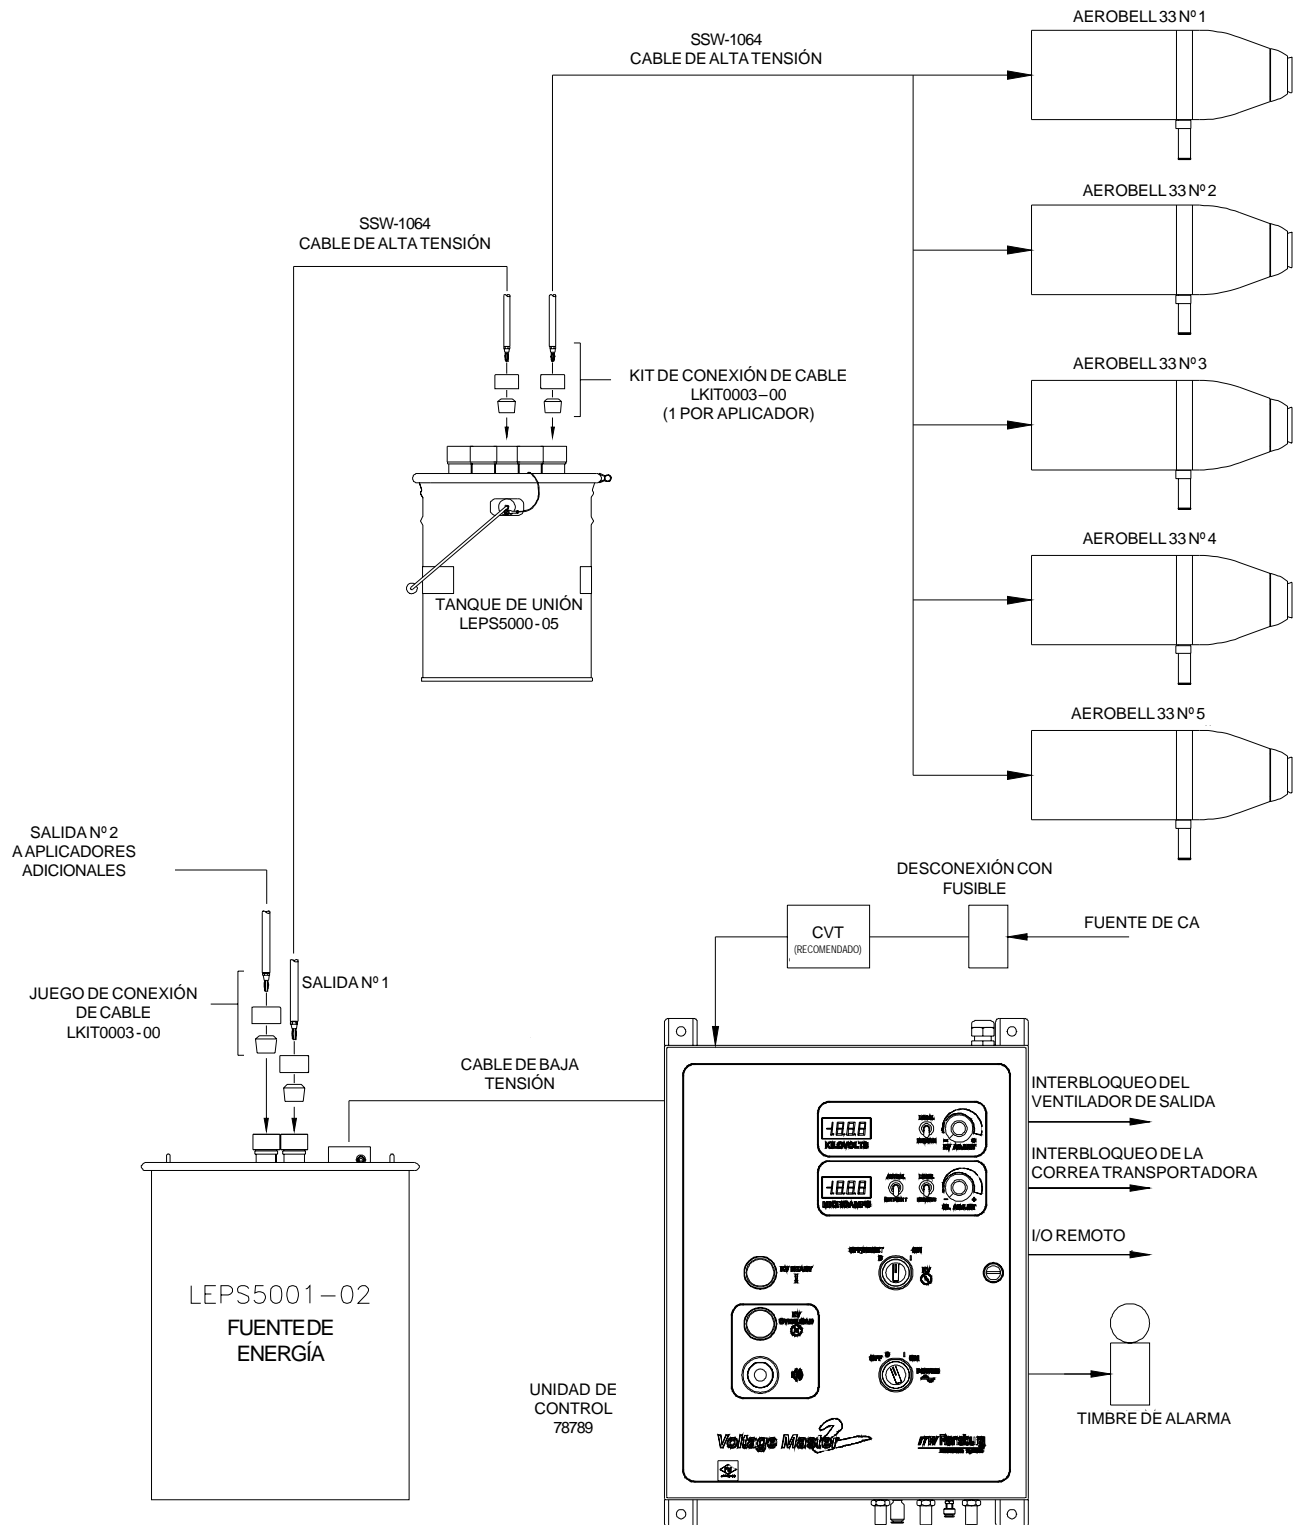 AEROBELL 33 Nº 1
SSW-1064
CABLE DE ALTA TENSIÓN
AEROBELL 33 Nº 2
SSW-1064
CABLE DE ALTA TENSIÓN
AEROBELL 33 Nº 3
KIT DE CONEXIÓN DE CABLE
LKIT0003-00
(1 POR APLICADOR)
AEROBELL 33 Nº 4
TANQUE DE UNIÓN
LEPS5000-05
AEROBELL 33 Nº 5
SALIDA Nº 2
A APLICADORES
ADICIONALES
DESCONEXIÓN CON
FUSIBLE
CVT
(RECOMENDADO)
FUENTE DE CA
SALIDA Nº 1
JUEGO DE CONEXIÓN
DE CABLE
LKIT0003-00
CABLE DE BAJA
TENSIÓN
INTERBLOQUEO DEL
VENTILADOR DE SALIDA
KILOVOLTS
INTERBLOQUEO DE LA
CORREA TRANSPORTADORA
I/O REMOTO
LEPS5001-02
FUENTE DE
ENERGÍA
OFF
POWER
UNIDAD DE
CONTROL
78789
TIMBRE DE ALARMA
Voltage Master 2
ITW Ransburg